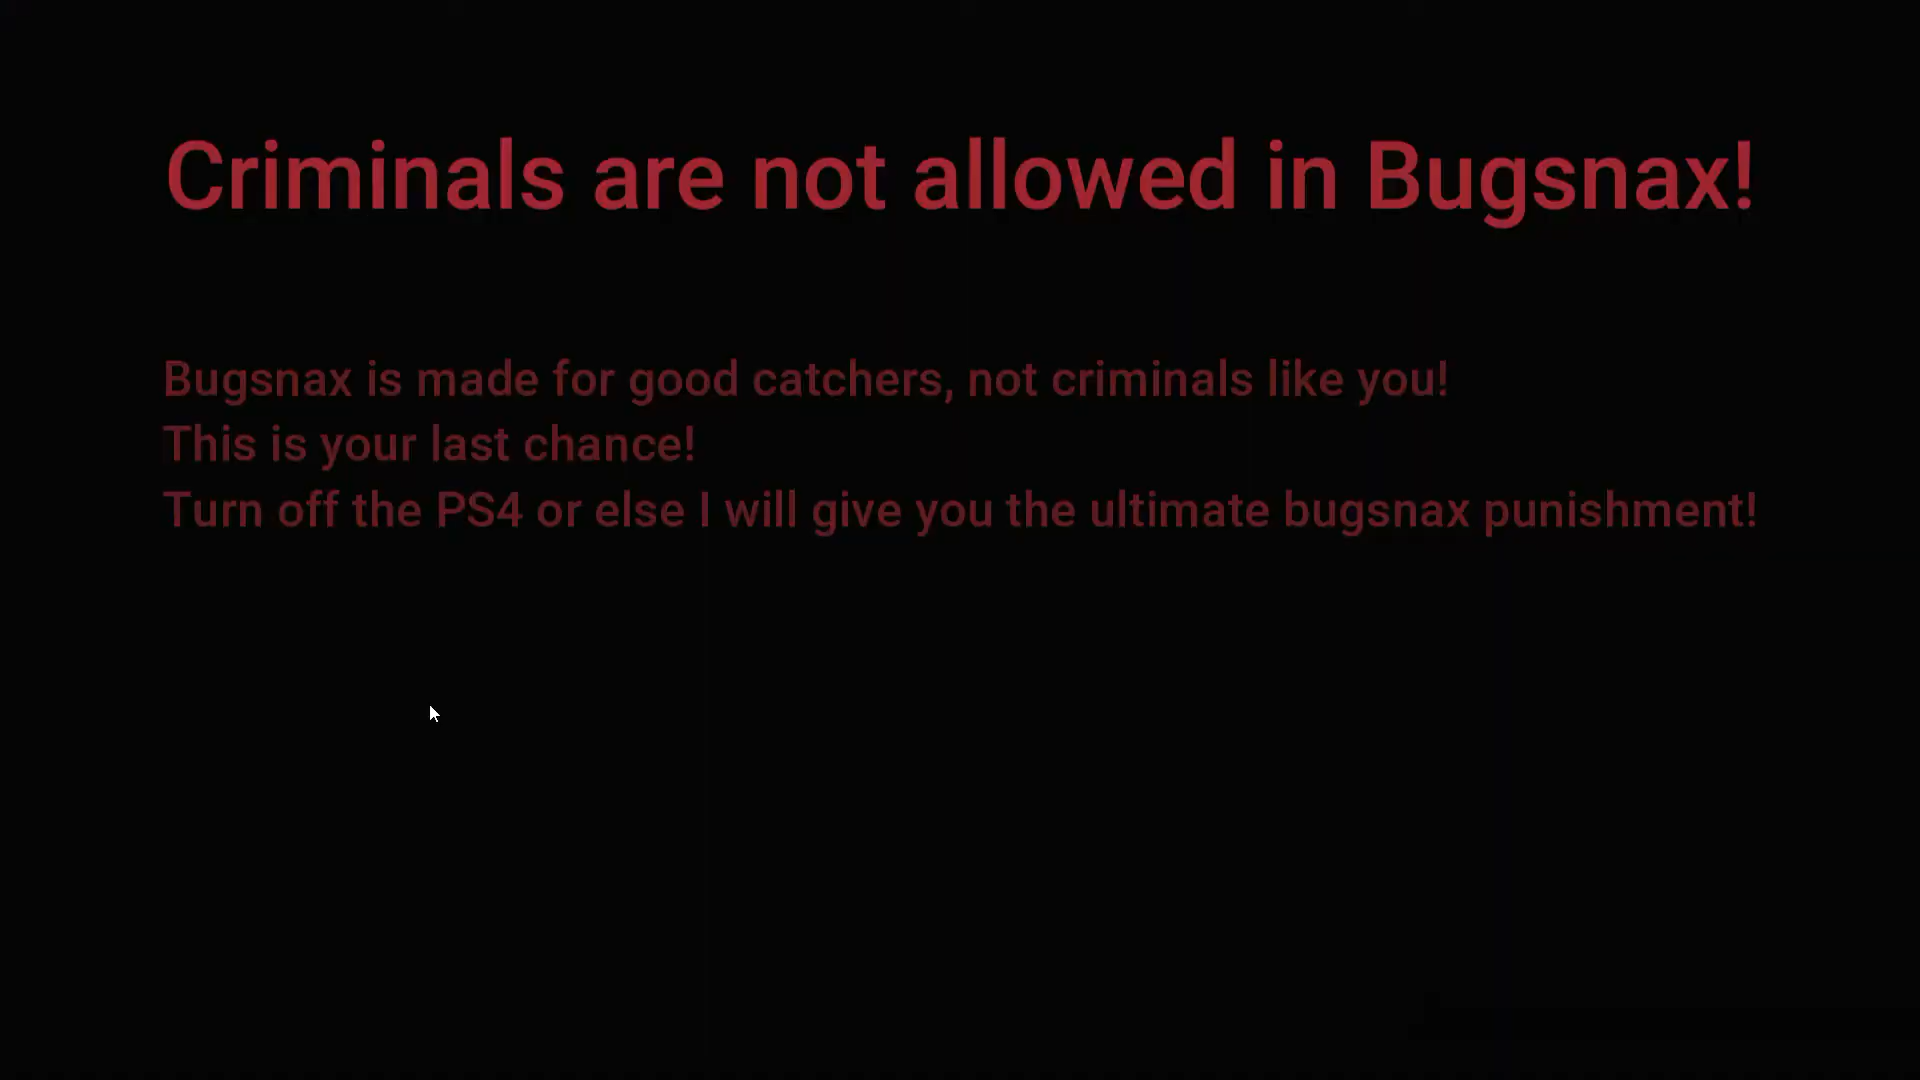 Criminals are not allowed in Bugsnax!
Bugsnax is made for good catchers, not criminals like you!
This is your last chance!
Turn off the PS4 or else I will give you the ultimate bugsnax punishment!